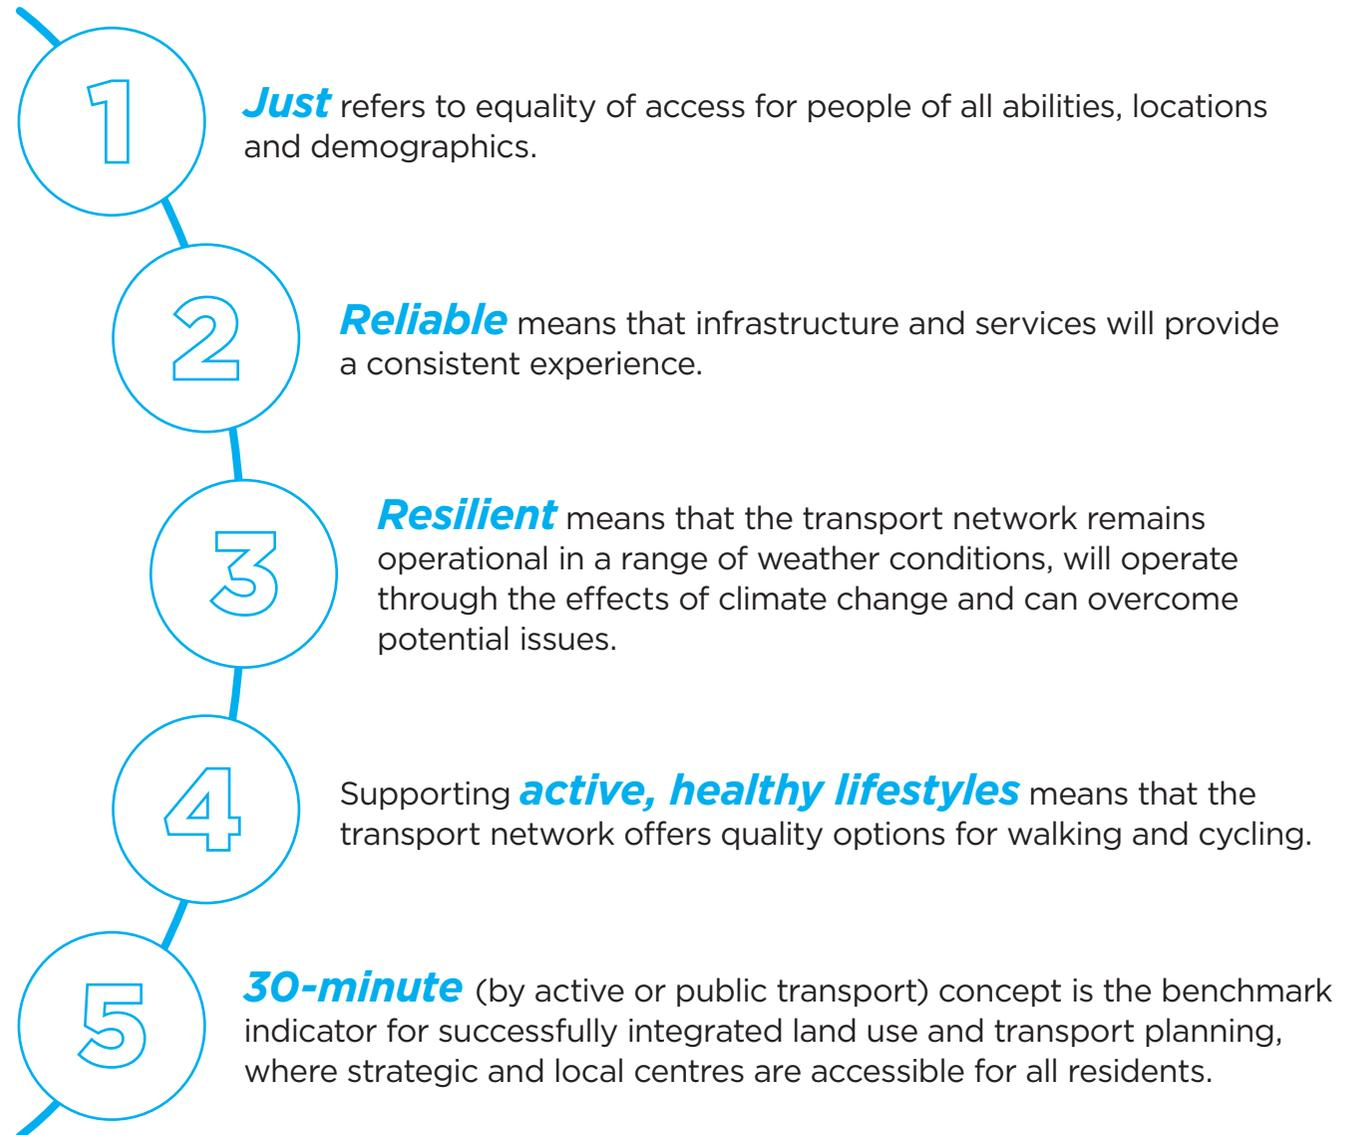 1
Just refers to equality of access for people of all abilities, locations
and demographics.
2
Reliable means that infrastructure and services will provide
a consistent experience.
3
Resilient means that the transport network remains
operational in a range of weather conditions, will operate
through the effects of climate change and can overcome
potential issues.
4
Supporting active, healthy lifestyles means that the
transport network offers quality options for walking and cycling.
5
30-minute (by active or public transport) concept is the benchmark
indicator for successfully integrated land use and transport planning,
where strategic and local centres are accessible for all residents.